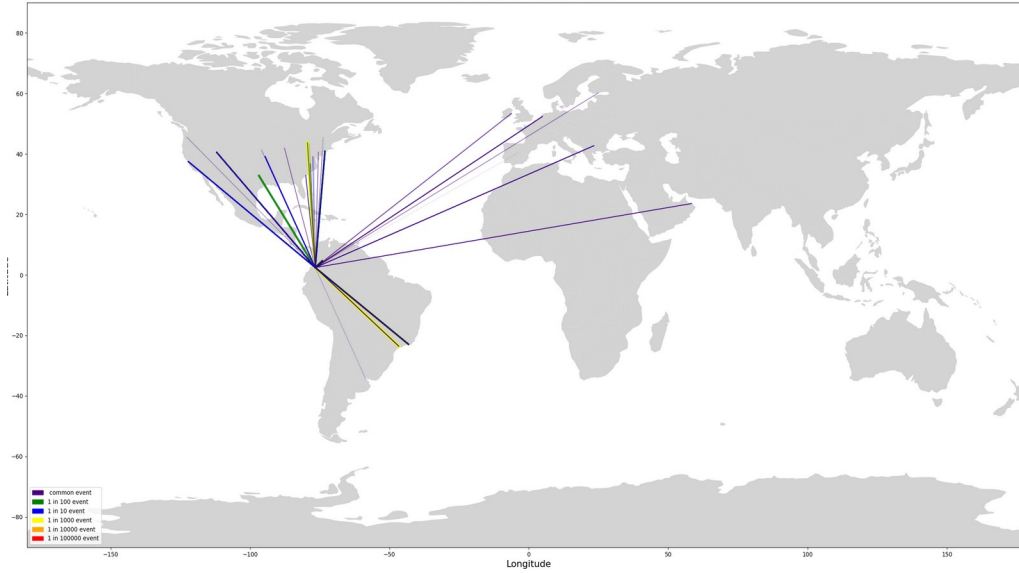 80
60
40
20
0
−20
−40
−60
−80
common event
1 in 100 event
1 in 10 event
1 in 1000 event
1 in 10000 event
1 in 100000 event
−150
−100
−50
0
50
100
150
Longitude